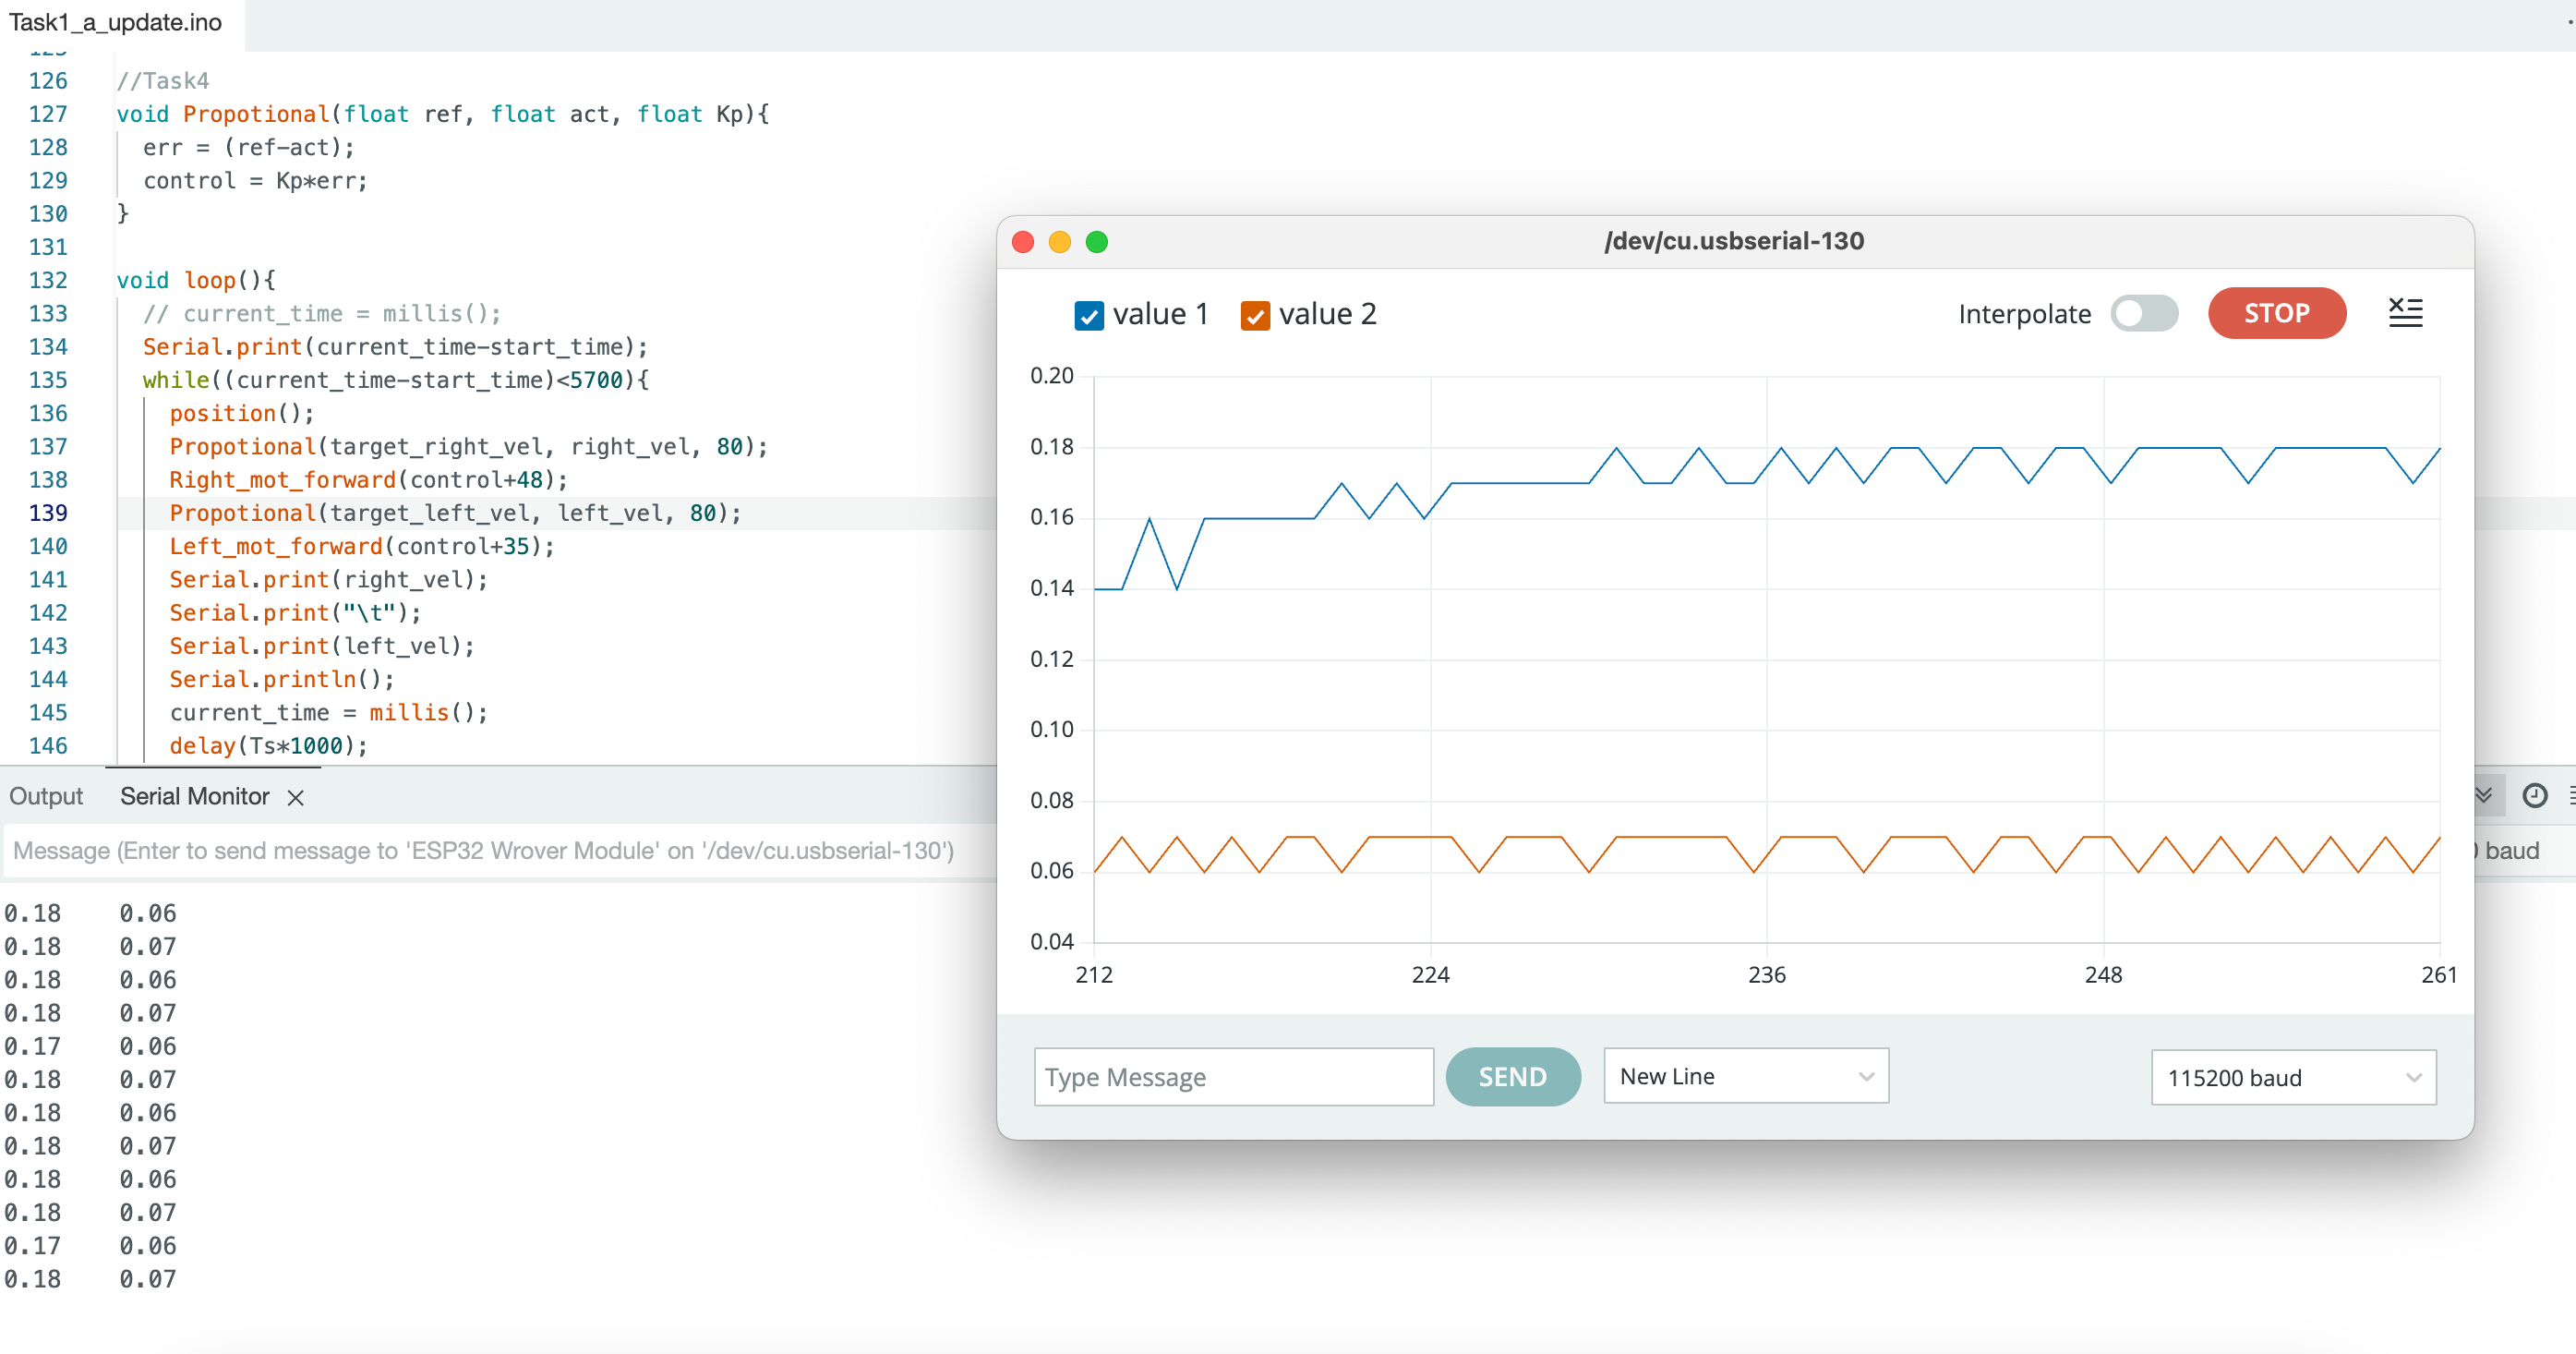 Task1_a_update.ino
126 //Task4
127 void Propotional(float ref, float act, float Kp){
128 err = (ref-act);
129 control = Kp*err;
130 }
131
132 void loop(){
133 // current_time = millis();
134 Serial.print(current_time-start_time);
135 while((current_time-start_time)<5700){
136 position();
137 Propotional(target_right_vel, right_vel, 80);
138 Right_mot_forward(control+48);
139 Propotional(target_left_vel, left_vel, 80);
140 Left_mot_forward(control+35);
141 Serial.print(right_vel);
142 Serial.print("\t");
143 Serial.print(left_vel);
144 Serial.println();
145 current_time = millis();
146 delay(Ts*1000);
Output Serial Monitor
Message (Enter to send message to 'ESP32 Wrover Module' on '/dev/cu.usbserial-130')
baud
0.18 0.06
0.18 0.07
0.18 0.06
0.18 0.07
0.17 0.06
0.18 0.07
0.18 0.06
0.18 0.07
0.18 0.06
0.18 0.07
0.17 0.06
0.18 0.07
/dev/cu.usbserial-130
value 1 value 2 Interpolate STOP
0.20
0.18
0.16
0.14
0.12
0.10
0.08
0.06
0.04
212 224 236 248 261
Type Message SEND New Line 115200 baud